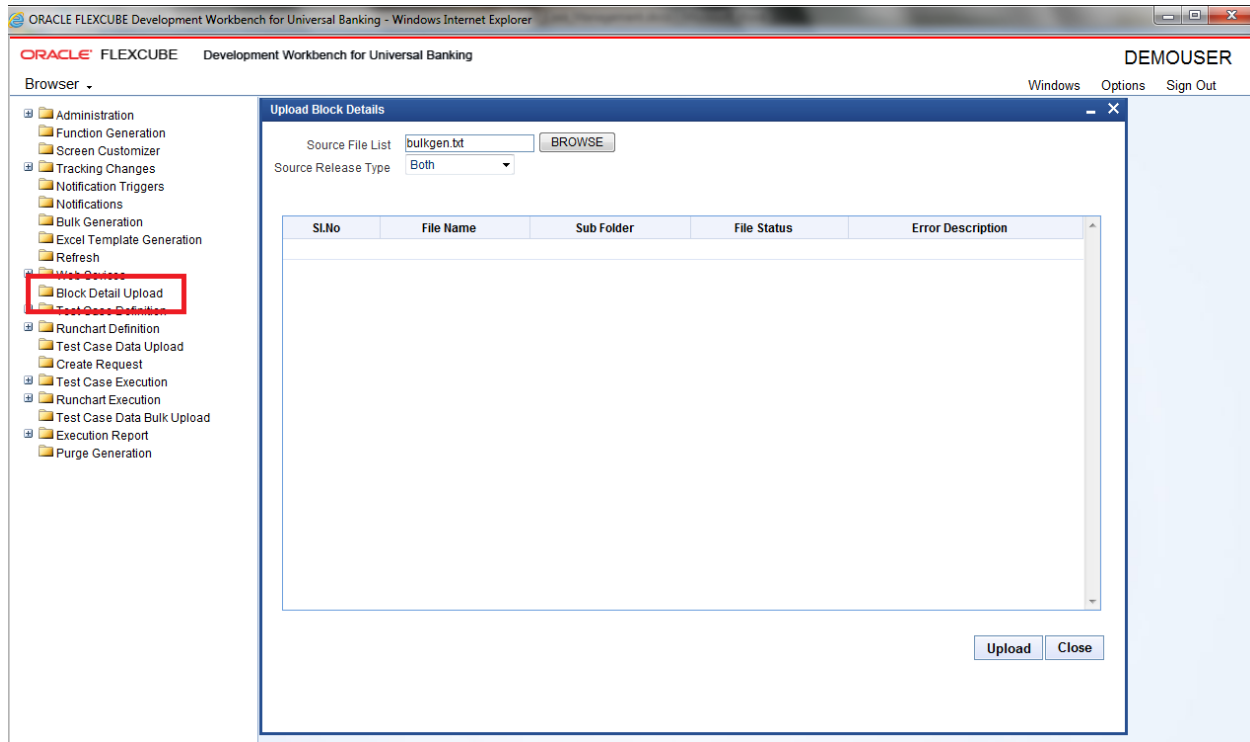 ORACLE FLEXCUBE Development Workbench for Universal Banking - Windows Internet Explorer
ORACLE FLEXCUBE Development Workbench for Universal Banking
DEMOUSER
Browser
Windows Options Sign Out
Administration
Function Generation
Screen Customizer
Tracking Changes
Notification Triggers
Notifications
Bulk Generation
Excel Template Generation
Refresh
Block Detail Upload
Test Case Definition
Runchart Definition
Test Case Data Upload
Create Request
Test Case Execution
Runchart Execution
Test Case Data Bulk Upload
Execution Report
Purge Generation
Upload Block Details
Source File List bulkgen.txt BROWSE
Source Release Type Both
Sl.No File Name Sub Folder File Status Error Description
Upload Close